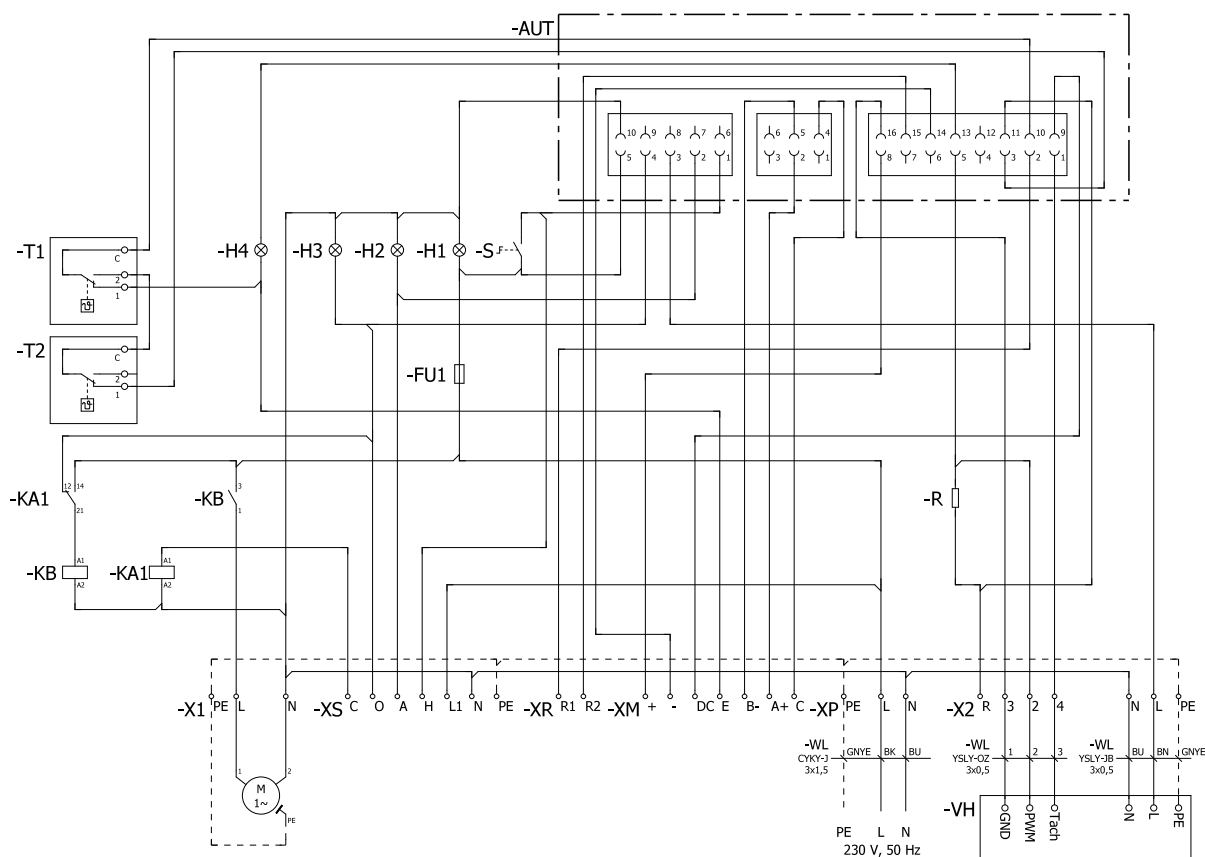 -AUT
10 9 8 7 6
5 4 3 2 1
6 5 4
3 2 1
16 15 14 13 12 11 10 9
8 7 6 5 4 3 2 1
-T1
C
2
1
-H4
-H3
-H2
-H1
-S
-T2
C
2
1
-FU1
-KA1
12 14
21
-KB
3
1
-R
-KB
A1
A2
-KA1
A1
A2
-X1 PE L N
-XS C O A H L1 N PE
-XR R1 R2
-XM + - DC E B- A+ C
-XP PE L N
-X2 R 3 2 4 N L PE
-WL
CYKY-J
3x1,5
GNYE BK BU
-WL
YSLY-OZ
3x0,5
1 2 3
-WL
YSLY-JB
3x0,5
BU BN GNYE
1 2
M
1~
PE
-VH
GND PWM Tach N L PE
PE L N
230 V, 50 Hz